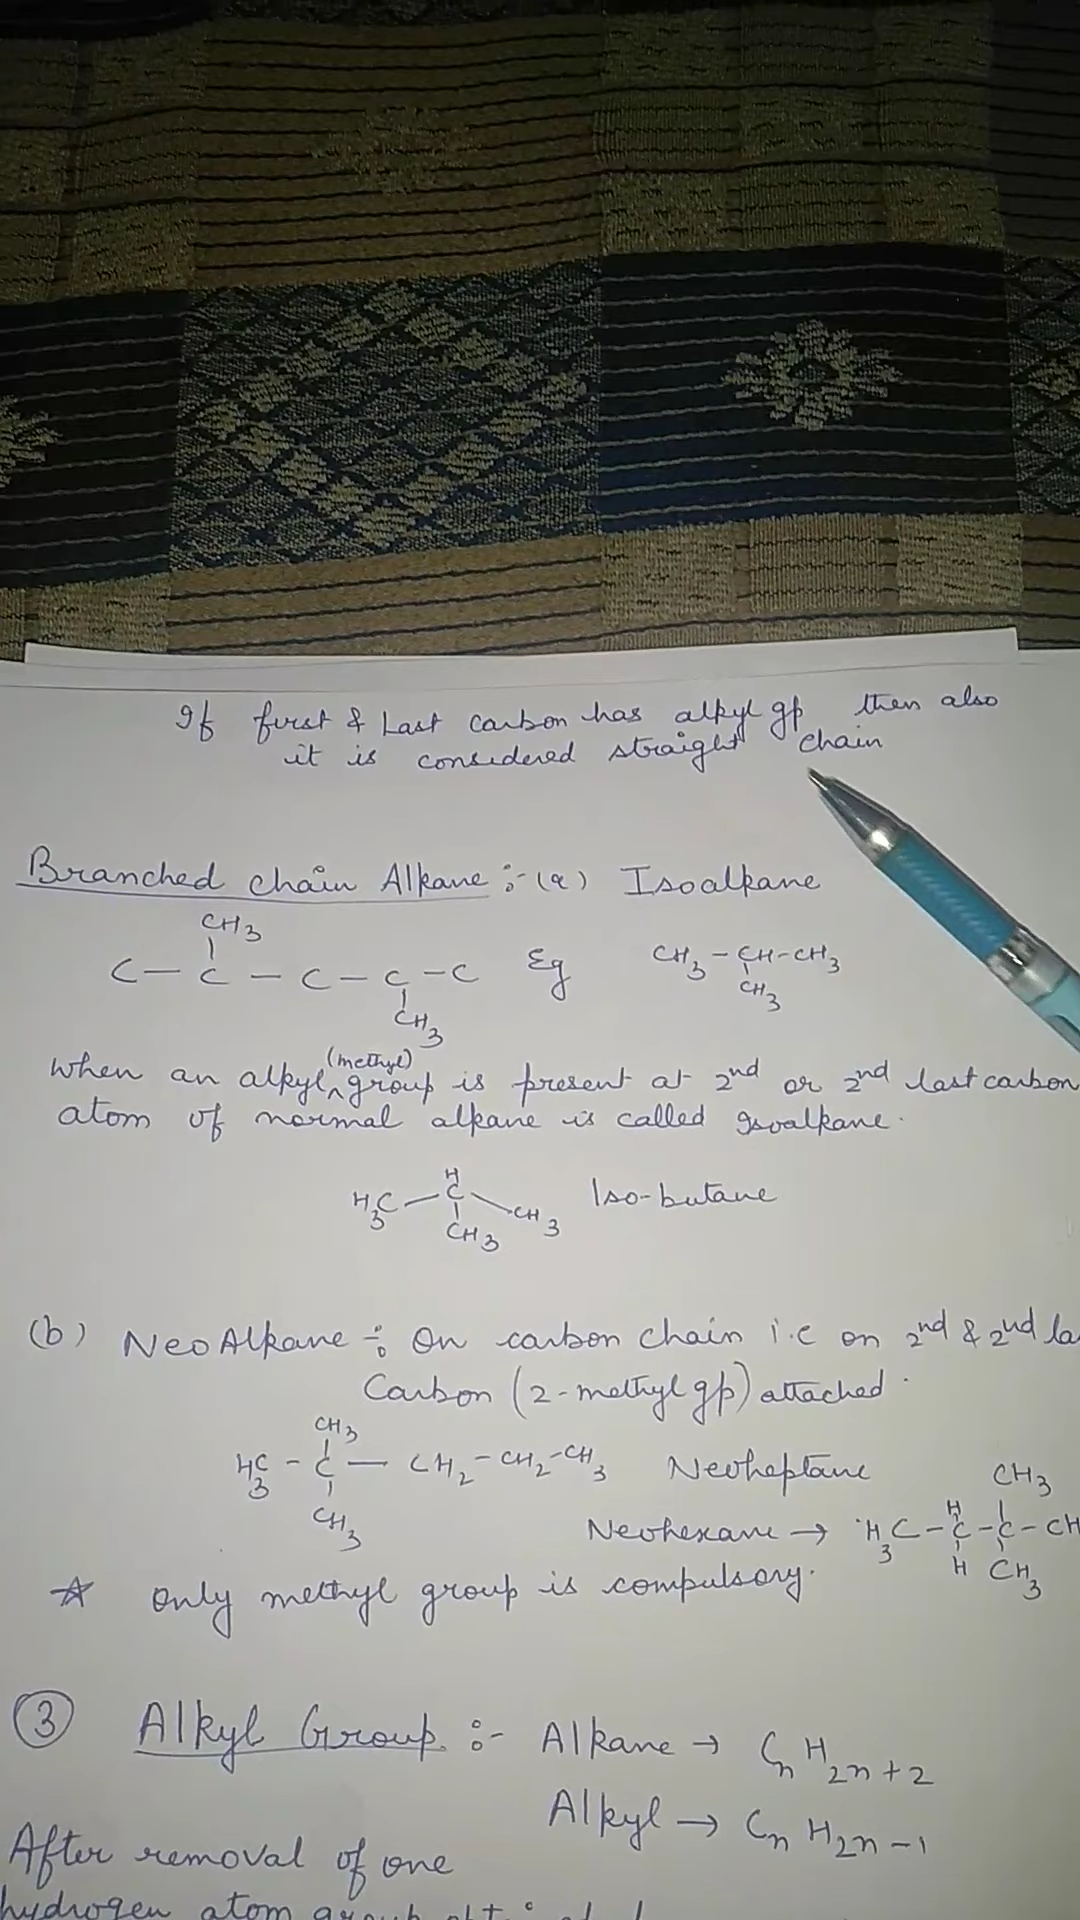 If first & Last carbon has alkyl gp then also
it is considered straight chain
Branched chain Alkane :- (a) Isoalkane
CH3
C - C - C - C - C Eg CH3 - CH - CH3
CH3
CH3
(methyl)
When an alkyl ^ group is present at 2nd or 2nd last carbon
atom of normal alkane is called Isoalkane.
H
H3C - C - CH3 Iso-butane
CH3
(b) NeoAlkane ÷ On carbon chain i.e on 2nd & 2nd la
Carbon (2-methyl gp) attached.
CH3
H3C - C - CH2 - CH2 - CH3 Neoheptane
CH3
CH3
H
Neohexane → H3C - C - C - CH
H CH3
☆ Only methyl group is compulsory.
③ Alkyl Group :- Alkane → CnH2n+2
Alkyl → CnH2n-1
After removal of one
hydrogen atom group